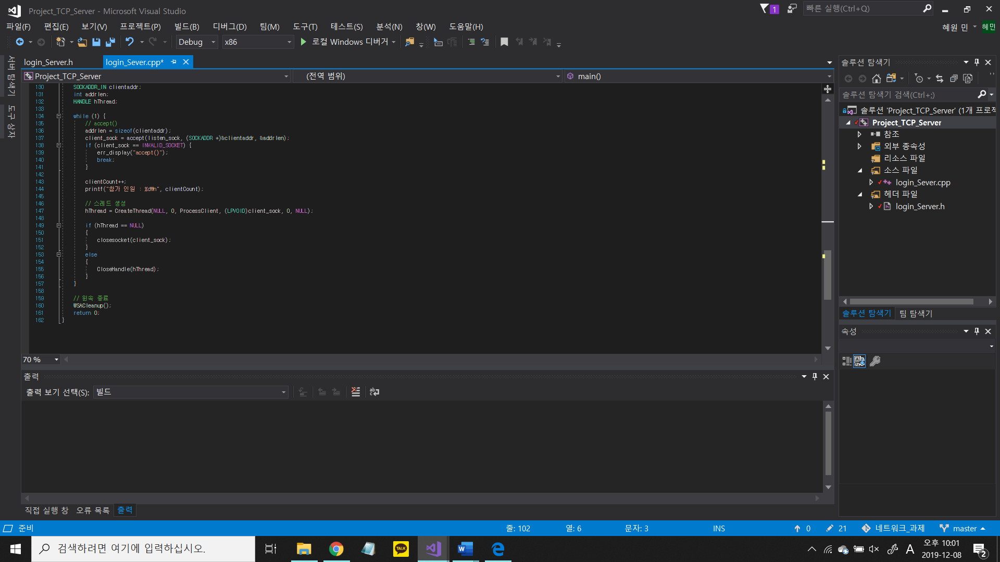 Project_TCP_Server - Microsoft Visual Studio
1
빠른 실행(Ctrl+Q)
파일(F) 편집(E) 보기(V) 프로젝트(P) 빌드(B) 디버그(D) 팀(M) 도구(T) 테스트(S) 분석(N) 창(W) 도움말(H)
혜원 민
혜민
Debug x86 로컬 Windows 디버거
서버 탐색기
도구 상자
login_Server.h login_Sever.cpp*
Project_TCP_Server (전역 범위) main()
130 SOCKADDR_IN clientaddr;
131 int addrlen;
132 HANDLE hThread;
133
134 while (1) {
135 // accept()
136 addrlen = sizeof(clientaddr);
137 client_sock = accept(listen_sock, (SOCKADDR *)&clientaddr, &addrlen);
138 if (client_sock == INVALID_SOCKET) {
139 err_display("accept()");
140 break;
141 }
142
143 clientCount++;
144 printf("참가 인원 : %d₩n", clientCount);
145
146 // 스레드 생성
147 hThread = CreateThread(NULL, 0, ProcessClient, (LPVOID)client_sock, 0, NULL);
148
149 if (hThread == NULL)
150 {
151 closesocket(client_sock);
152 }
153 else
154 {
155 CloseHandle(hThread);
156 }
157 }
158
159 // 윈속 종료
160 WSACleanup();
161 return 0;
162 }
70 %
출력
출력 보기 선택(S): 빌드
직접 실행 창 오류 목록 출력
솔루션 탐색기
솔루션 탐색기 검색(Ctrl+;)
솔루션 'Project_TCP_Server' (1개 프로젝
Project_TCP_Server
참조
외부 종속성
리소스 파일
소스 파일
login_Sever.cpp
헤더 파일
login_Server.h
솔루션 탐색기 팀 탐색기
속성
준비 줄: 102 열: 6 문자: 3 INS 0 21 네트워크_과제 master
검색하려면 여기에 입력하십시오.
TALK
A
오후 10:01
2019-12-08
2